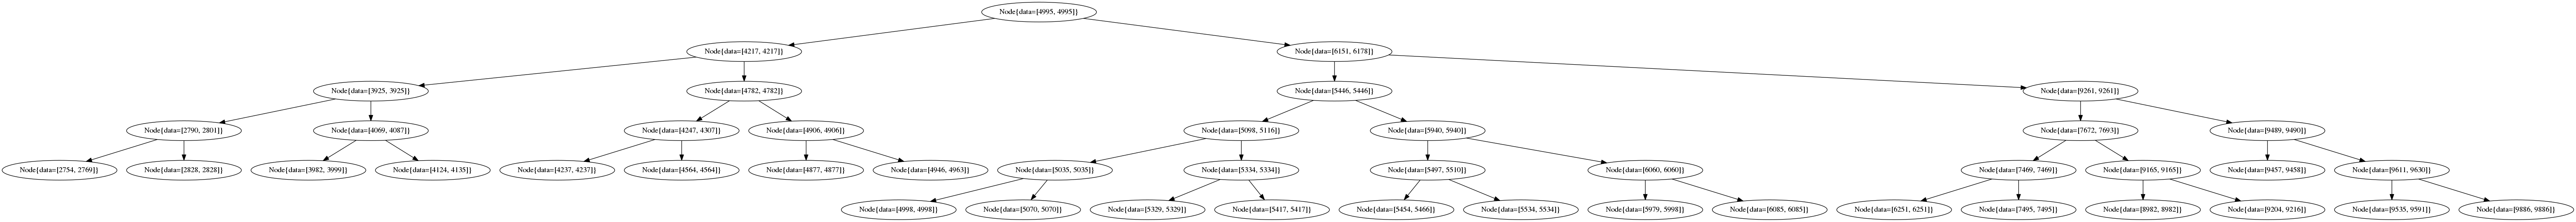 Node{data=[4995, 4995]}
Node{data=[4217, 4217]}
Node{data=[6151, 6178]}
Node{data=[3925, 3925]}
Node{data=[4782, 4782]}
Node{data=[5446, 5446]}
Node{data=[9261, 9261]}
Node{data=[2790, 2801]}
Node{data=[4069, 4087]}
Node{data=[4247, 4307]}
Node{data=[4906, 4906]}
Node{data=[5098, 5116]}
Node{data=[5940, 5940]}
Node{data=[7672, 7693]}
Node{data=[9489, 9490]}
Node{data=[2754, 2769]}
Node{data=[2828, 2828]}
Node{data=[3982, 3999]}
Node{data=[4124, 4135]}
Node{data=[4237, 4237]}
Node{data=[4564, 4564]}
Node{data=[4877, 4877]}
Node{data=[4946, 4963]}
Node{data=[5035, 5035]}
Node{data=[5334, 5334]}
Node{data=[5497, 5510]}
Node{data=[6060, 6060]}
Node{data=[7469, 7469]}
Node{data=[9165, 9165]}
Node{data=[9457, 9458]}
Node{data=[9611, 9630]}
Node{data=[4998, 4998]}
Node{data=[5070, 5070]}
Node{data=[5329, 5329]}
Node{data=[5417, 5417]}
Node{data=[5454, 5466]}
Node{data=[5534, 5534]}
Node{data=[5979, 5998]}
Node{data=[6085, 6085]}
Node{data=[6251, 6251]}
Node{data=[7495, 7495]}
Node{data=[8982, 8982]}
Node{data=[9204, 9216]}
Node{data=[9535, 9591]}
Node{data=[9886, 9886]}